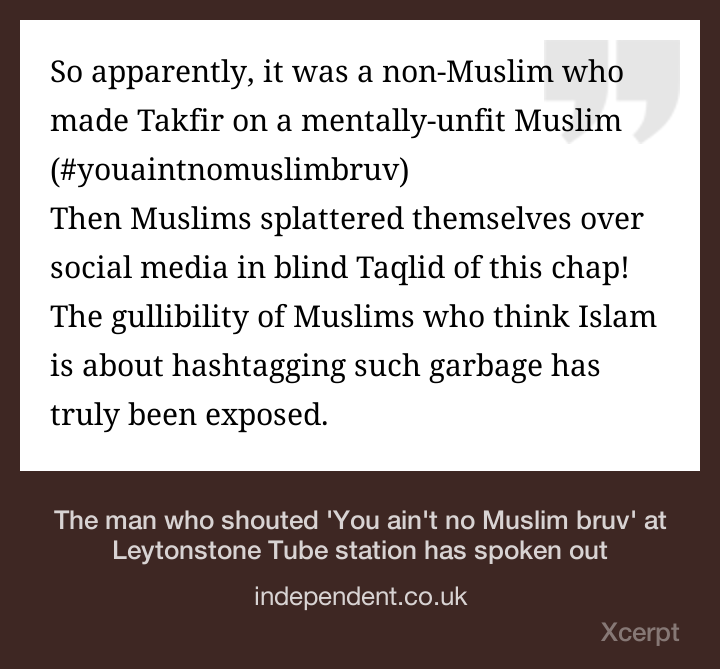 So apparently, it was a non-Muslim who
made Takfir on a mentally-unfit Muslim
(#youaintnomuslimbruv)
Then Muslims splattered themselves over
social media in blind Taqlid of this chap!
The gullibility of Muslims who think Islam
is about hashtagging such garbage has
truly been exposed.
The man who shouted 'You ain't no Muslim bruv' at
Leytonstone Tube station has spoken out
independent.co.uk
Xcerpt